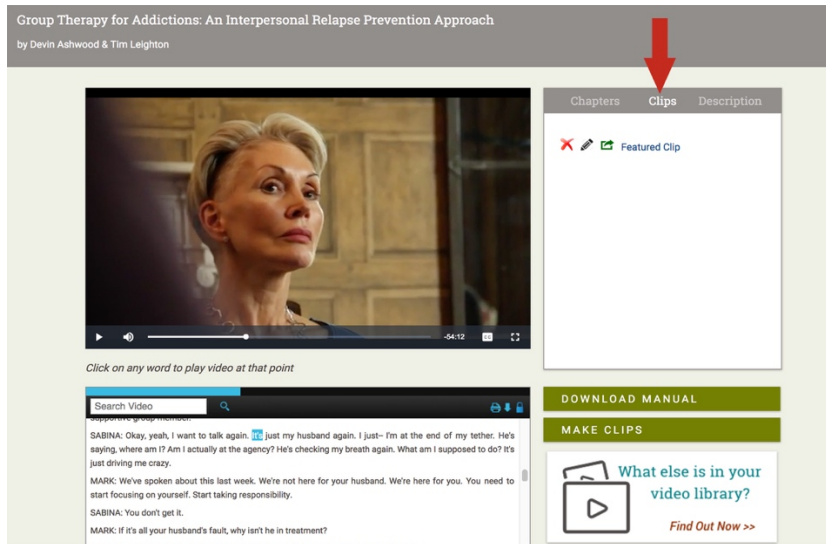 Group Therapy for Addictions: An Interpersonal Relapse Prevention Approach
by Devin Ashwood & Tim Leighton
Chapters Clips Description
Featured Clip
-54:12 CC
Click on any word to play video at that point
Search Video
supportive group member.
SABINA: Okay, yeah, I want to talk again. It's just my husband again. I just-- I'm at the end of my tether. He's
saying, where am I? Am I actually at the agency? He's checking my breath again. What am I supposed to do? It's
just driving me crazy.
MARK: We've spoken about this last week. We're not here for your husband. We're here for you. You need to
start focusing on yourself. Start taking responsibility.
SABINA: You don't get it.
MARK: If it's all your husband's fault, why isn't he in treatment?
DOWNLOAD MANUAL
MAKE CLIPS
What else is in your
video library?
Find Out Now >>